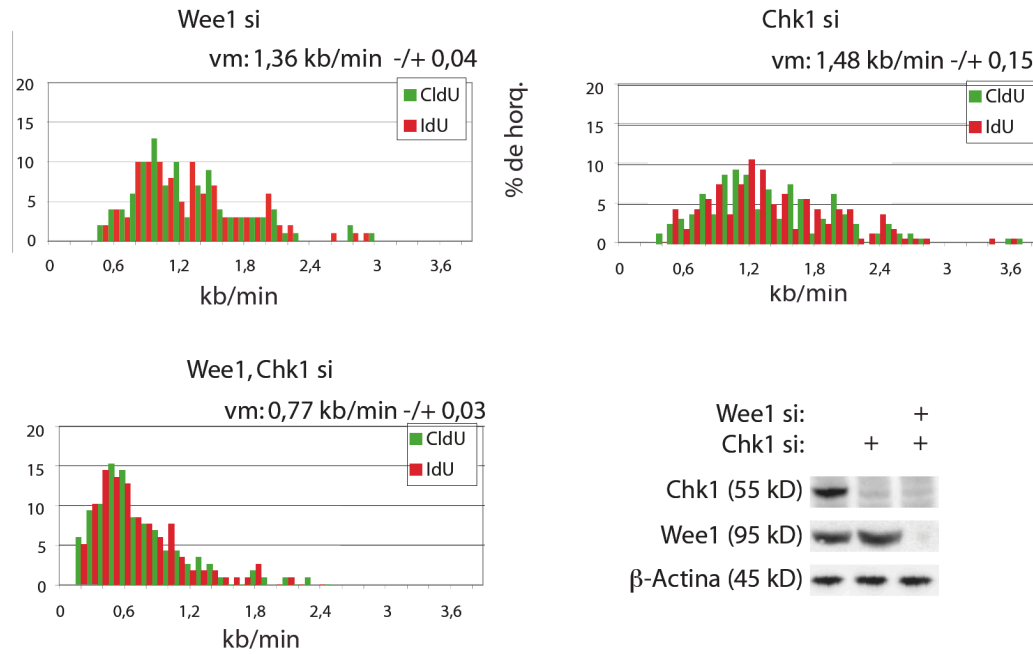 Wee1 si
vm: 1,36 kb/min -/+ 0,04
20
15
10
5
0
CldU
IdU
0 0,6 1,2 1,8 2,4 3 3,6
kb/min
Chk1 si
vm: 1,48 kb/min -/+ 0,15
% de horq.
20
15
10
5
0
CldU
IdU
0 0,6 1,2 1,8 2,4 3 3,6
kb/min
Wee1, Chk1 si
vm: 0,77 kb/min -/+ 0,03
20
15
10
5
0
CldU
IdU
0 0,6 1,2 1,8 2,4 3 3,6
kb/min
Wee1 si: +
Chk1 si: + +
Chk1 (55 kD)
Wee1 (95 kD)
β-Actina (45 kD)